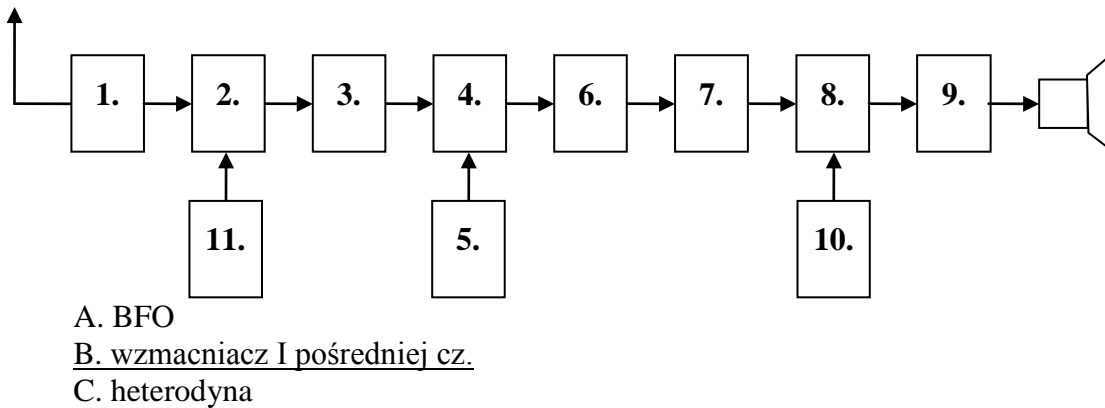 1. 2. 3. 4. 6. 7. 8. 9.
11. 5. 10.
A. BFO
B. wzmacniacz I pośredniej cz.
C. heterodyna